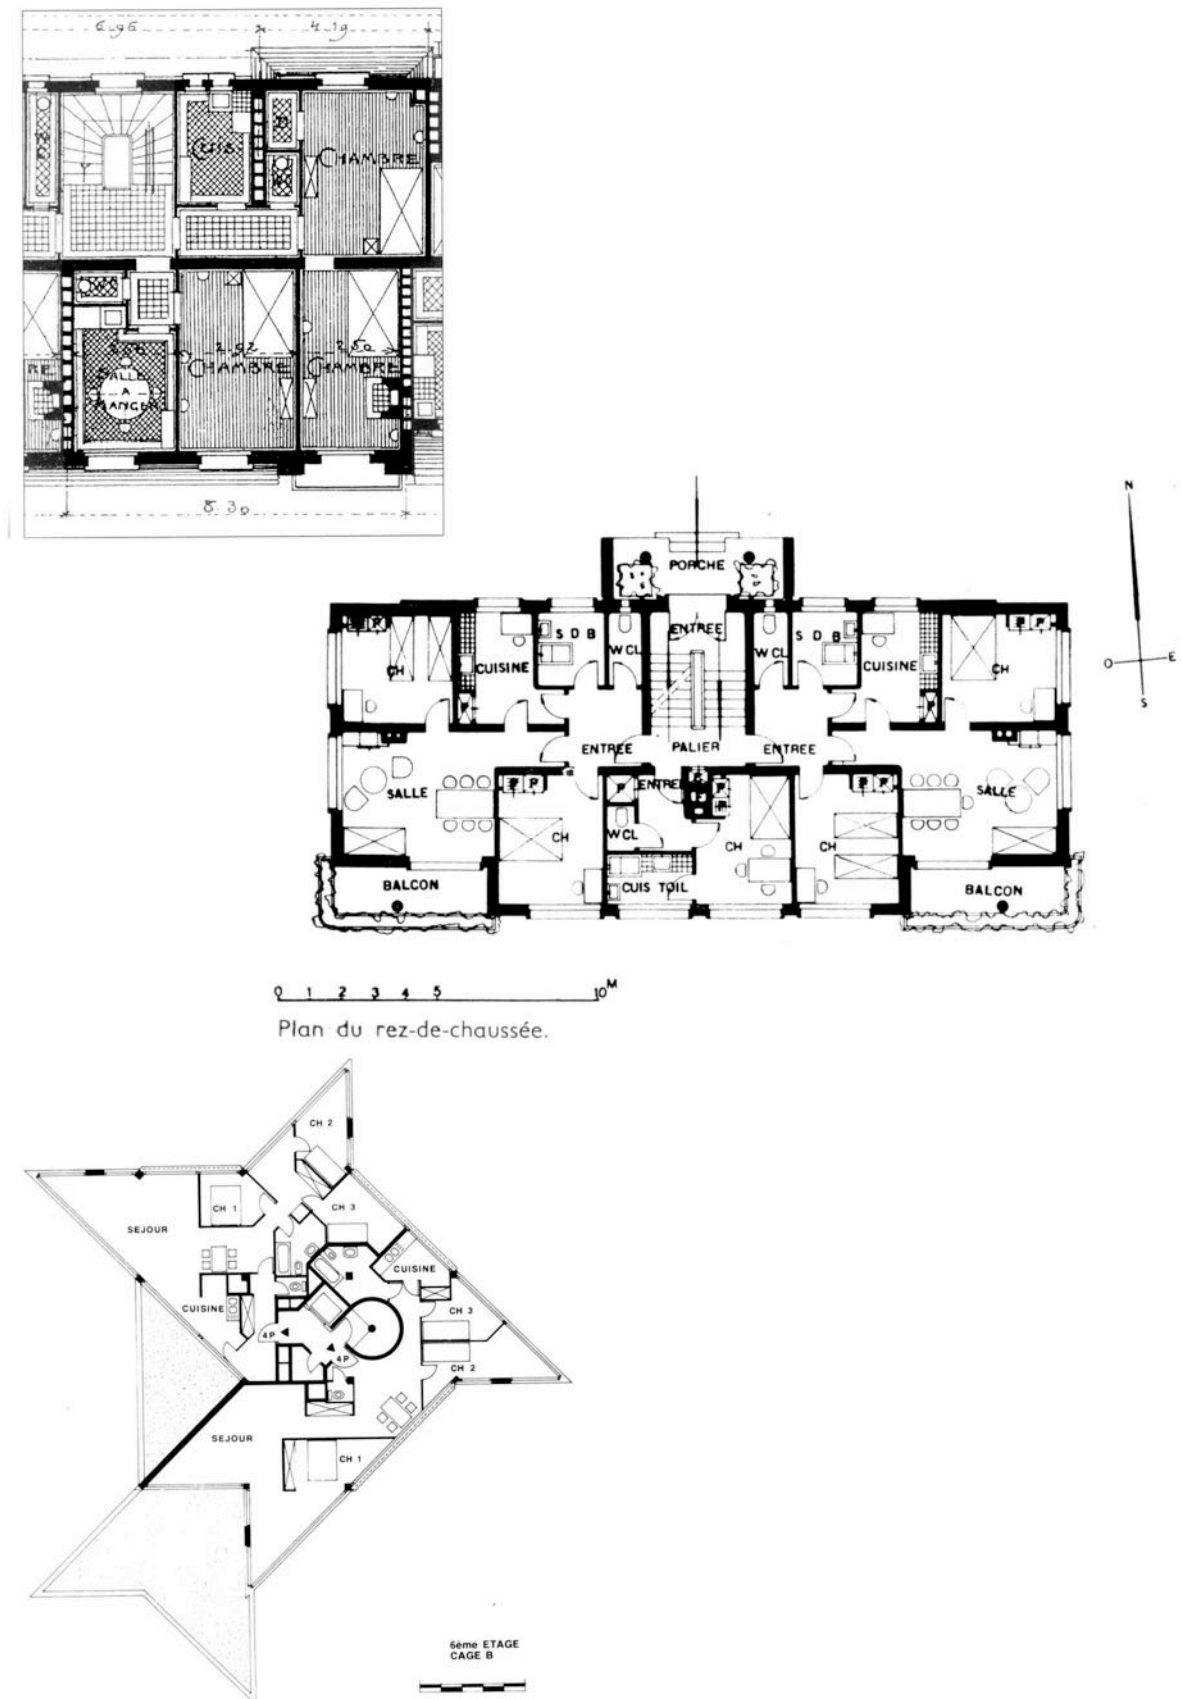 6.96 4.19
CUIS.
D
CHAMBRE
2.92 2.50
RE SALLE CHAMBRE CHAMBRE
A
MANGER
8.30
PORCHE
N
O E
S
ENTREE
S D B W CL W CL S D B
CUISINE CUISINE
CH CH
P P P P P P
ENTREE PALIER ENTREE
SALLE SALLE
P P P ENTREE P P P P P
W CL
CH CH CH
CUIS TOIL
BALCON BALCON
0 1 2 3 4 5 10 M
Plan du rez-de-chaussée.
CH 2
CH 1 CH 3
SEJOUR
CUISINE
CUISINE CH 3
4P
4P
CH 2
SEJOUR
CH 1
6ème ETAGE
CAGE B